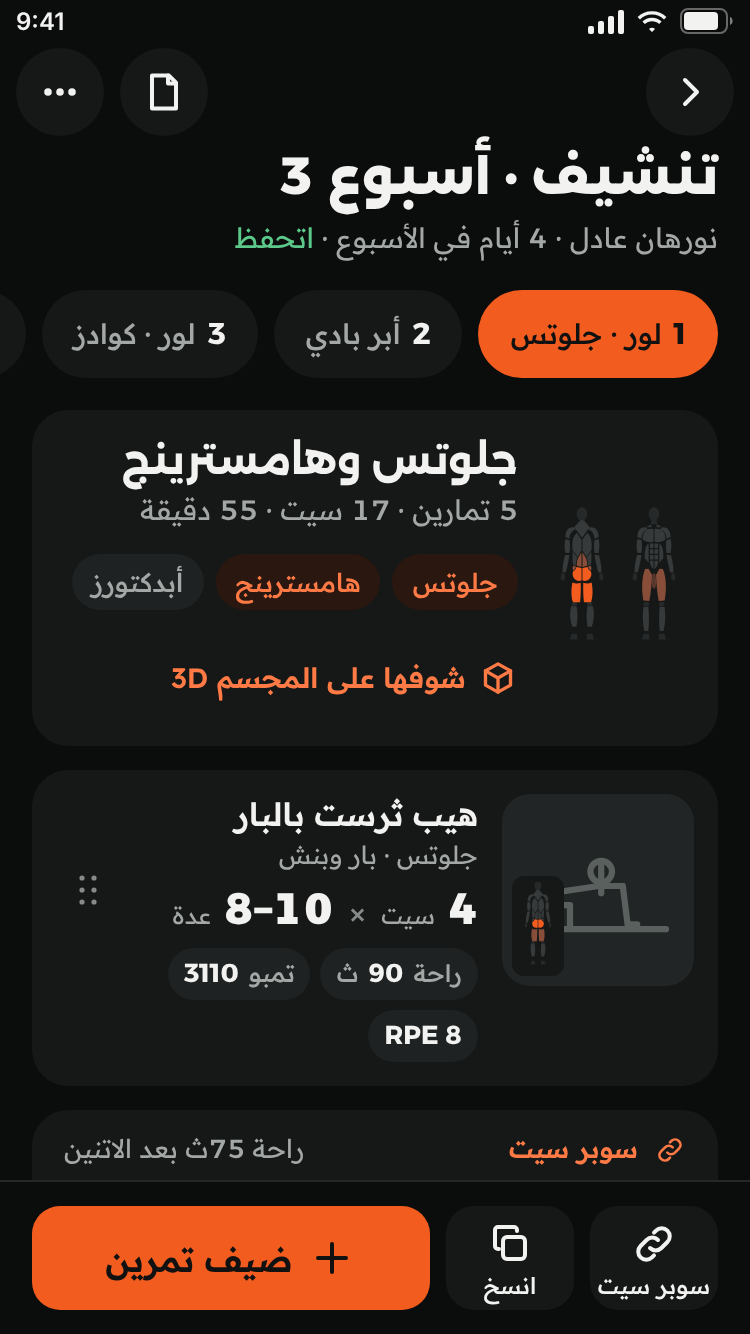 9:41
تنشيف · أسبوع 3
نورهان عادل · 4 أيام في الأسبوع · اتحفظ
1 لور · جلوتس
2 أبر بادي
3 لور · كوادز
جلوتس وهامسترينج
5 تمارين · 17 سيت · 55 دقيقة
جلوتس
هامسترينج
أبدكتورز
شوفها على المجسم 3D
هيب ثرست بالبار
جلوتس · بار وبنش
4 سيت × 8–10 عدة
راحة 90 ث
تمبو 3110
RPE 8
سوبر سيت
راحة 75ث بعد الاتنين
سوبر سيت
انسخ
ضيف تمرين